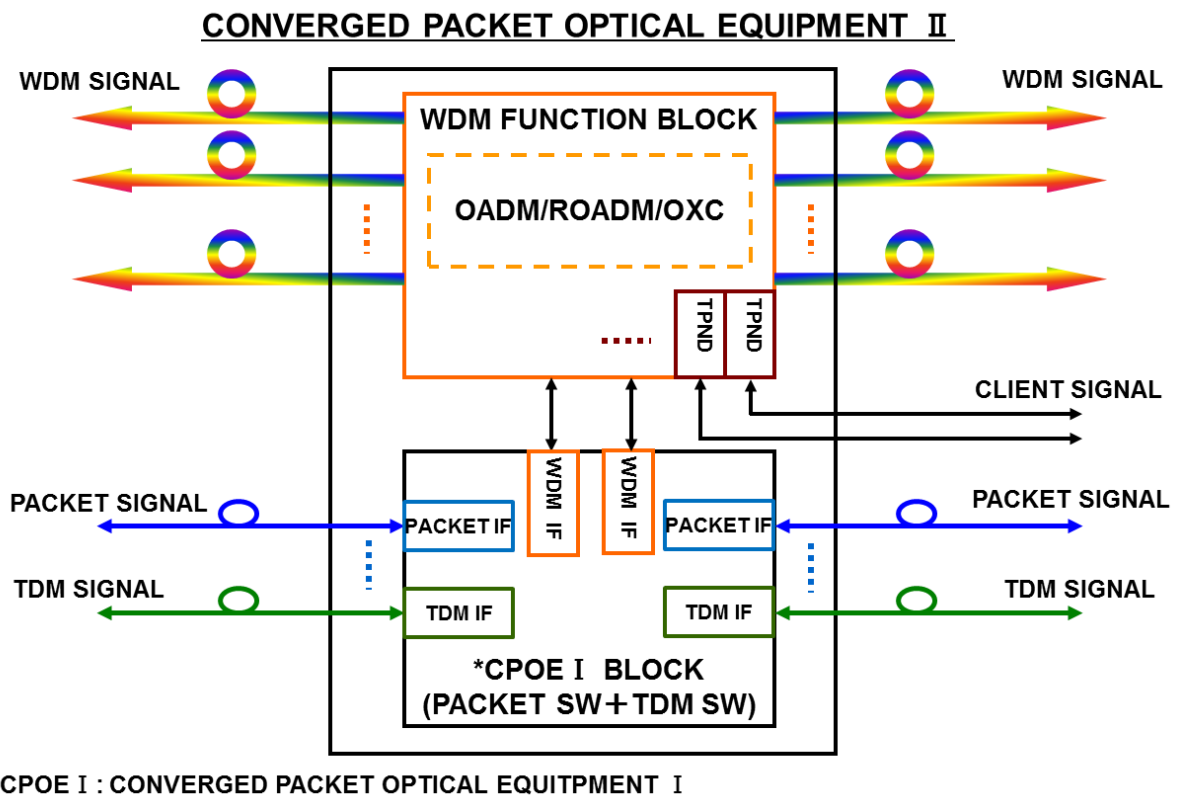 CONVERGED PACKET OPTICAL EQUIPMENT Ⅱ
WDM SIGNAL
WDM SIGNAL
WDM FUNCTION BLOCK
OADM/ROADM/OXC
TPND
TPND
CLIENT SIGNAL
WDM IF
WDM IF
PACKET SIGNAL
PACKET IF
PACKET IF
PACKET SIGNAL
TDM SIGNAL
TDM IF
TDM IF
TDM SIGNAL
*CPOE Ⅰ BLOCK
(PACKET SW+TDM SW)
CPOE Ⅰ : CONVERGED PACKET OPTICAL EQUITPMENT Ⅰ